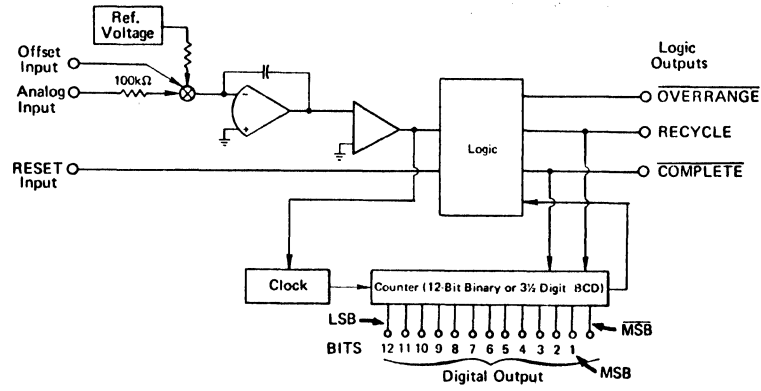 Ref.
Voltage
Offset
Input
Analog
Input
100kΩ
RESET
Input
-
+
Logic
Logic
Outputs
OVERRANGE
RECYCLE
COMPLETE
Clock
Counter (12-Bit Binary or 3½ Digit BCD)
LSB
MSB
BITS 12 11 10 9 8 7 6 5 4 3 2 1
MSB
Digital Output